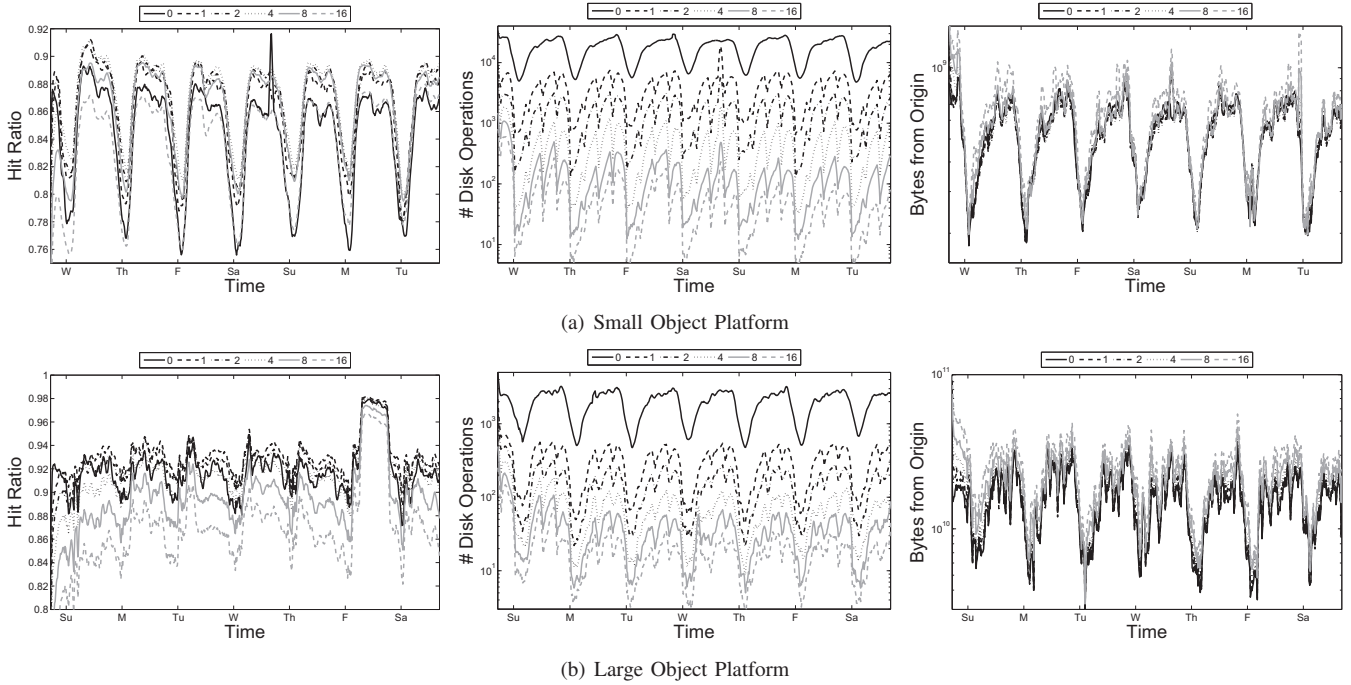 0 1 2 4 8 16
0.92
0.9
0.88
0.86
0.84
0.82
0.8
0.78
0.76
Hit Ratio
W Th F Sa Su M Tu
Time
0 1 2 4 8 16
10^4
10^3
10^2
10^1
# Disk Operations
W Th F Sa Su M Tu
Time
0 1 2 4 8 16
10^9
Bytes from Origin
W Th F Sa Su M Tu
Time
(a) Small Object Platform
0 1 2 4 8 16
1
0.98
0.96
0.94
0.92
0.9
0.88
0.86
0.84
0.82
0.8
Hit Ratio
Su M Tu W Th F Sa
Time
0 1 2 4 8 16
10^3
10^2
10^1
# Disk Operations
Su M Tu W Th F Sa
Time
0 1 2 4 8 16
10^11
10^10
Bytes from Origin
Su M Tu W Th F Sa
Time
(b) Large Object Platform